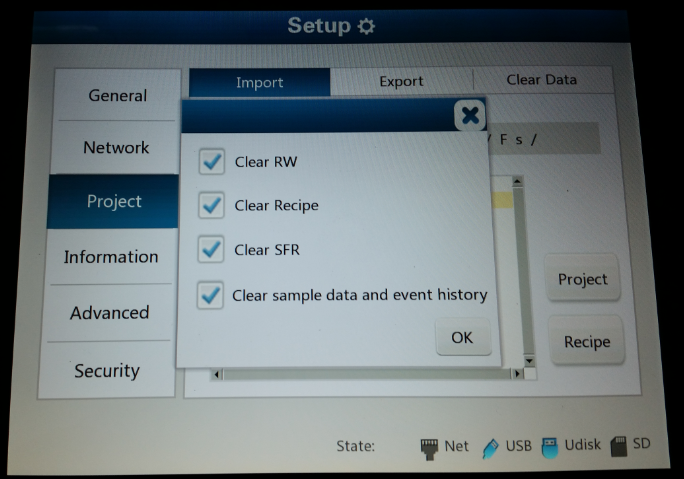 Setup
Import Export Clear Data
General
Network
Project
Information
Advanced
Security
/ F s /
Clear RW
Clear Recipe
Clear SFR
Clear sample data and event history
OK
Project
Recipe
State: Net USB Udisk SD